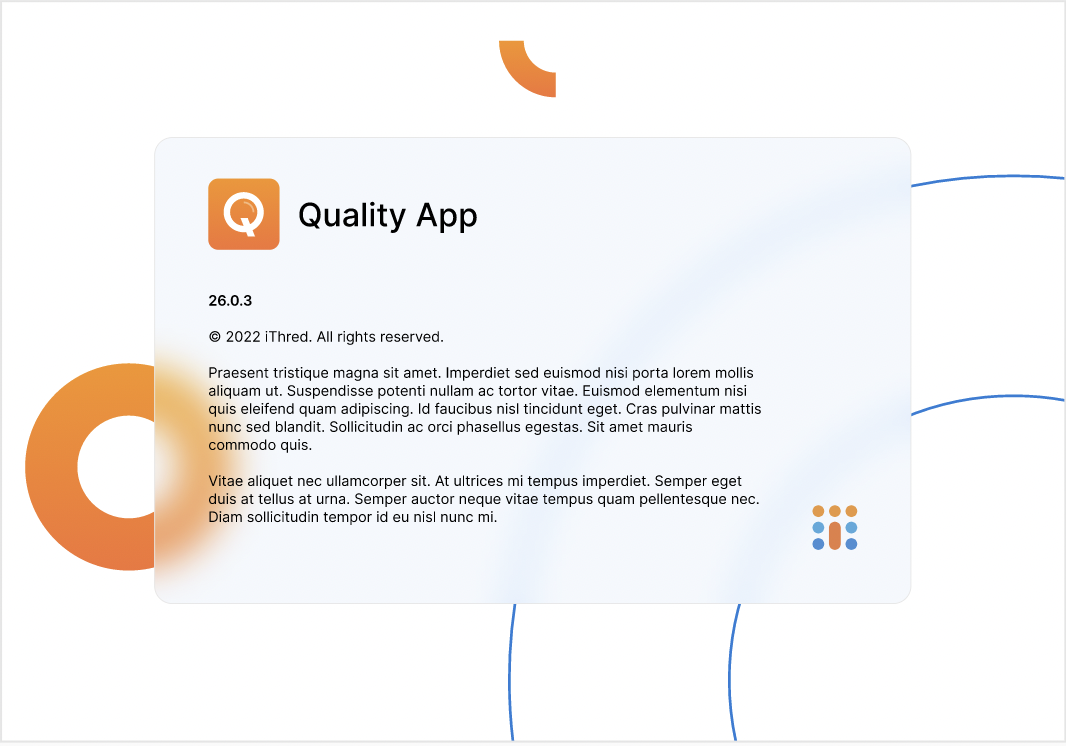 Q
Quality App
26.0.3
© 2022 iThred. All rights reserved.
Praesent tristique magna sit amet. Imperdiet sed euismod nisi porta lorem mollis
aliquam ut. Suspendisse potenti nullam ac tortor vitae. Euismod elementum nisi
quis eleifend quam adipiscing. Id faucibus nisl tincidunt eget. Cras pulvinar mattis
nunc sed blandit. Sollicitudin ac orci phasellus egestas. Sit amet mauris
commodo quis.
Vitae aliquet nec ullamcorper sit. At ultrices mi tempus imperdiet. Semper eget
duis at tellus at urna. Semper auctor neque vitae tempus quam pellentesque nec.
Diam sollicitudin tempor id eu nisl nunc mi.